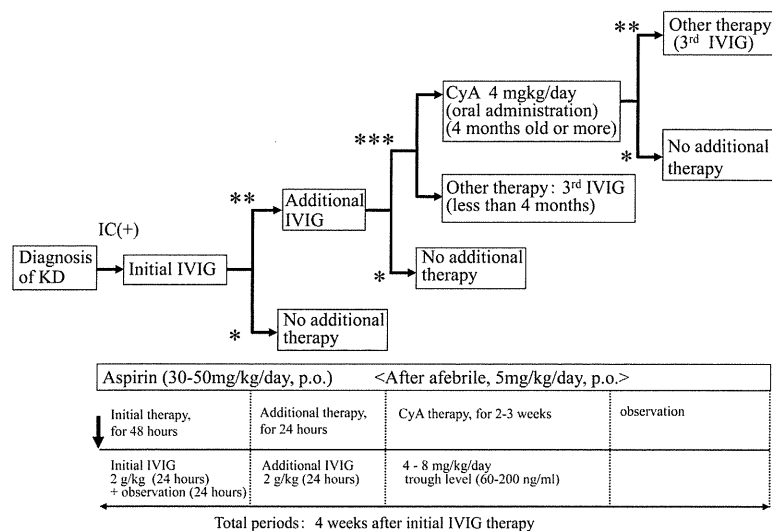 Other therapy
(3rd IVIG)
**
CyA 4 mgkg/day
(oral administration)
(4 months old or more)
***
*
No additional
therapy
Other therapy: 3rd IVIG
(less than 4 months)
**
Additional
IVIG
IC(+)
Diagnosis
of KD
Initial IVIG
*
No additional
therapy
*
No additional
therapy
Aspirin (30-50mg/kg/day, p.o.) <After afebrile, 5mg/kg/day, p.o.>
Initial therapy,
for 48 hours
Additional therapy,
for 24 hours
CyA therapy, for 2-3 weeks
observation
Initial IVIG
2 g/kg (24 hours)
+ observation (24 hours)
Additional IVIG
2 g/kg (24 hours)
4 - 8 mg/kg/day
trough level (60-200 ng/ml)
Total periods: 4 weeks after initial IVIG therapy